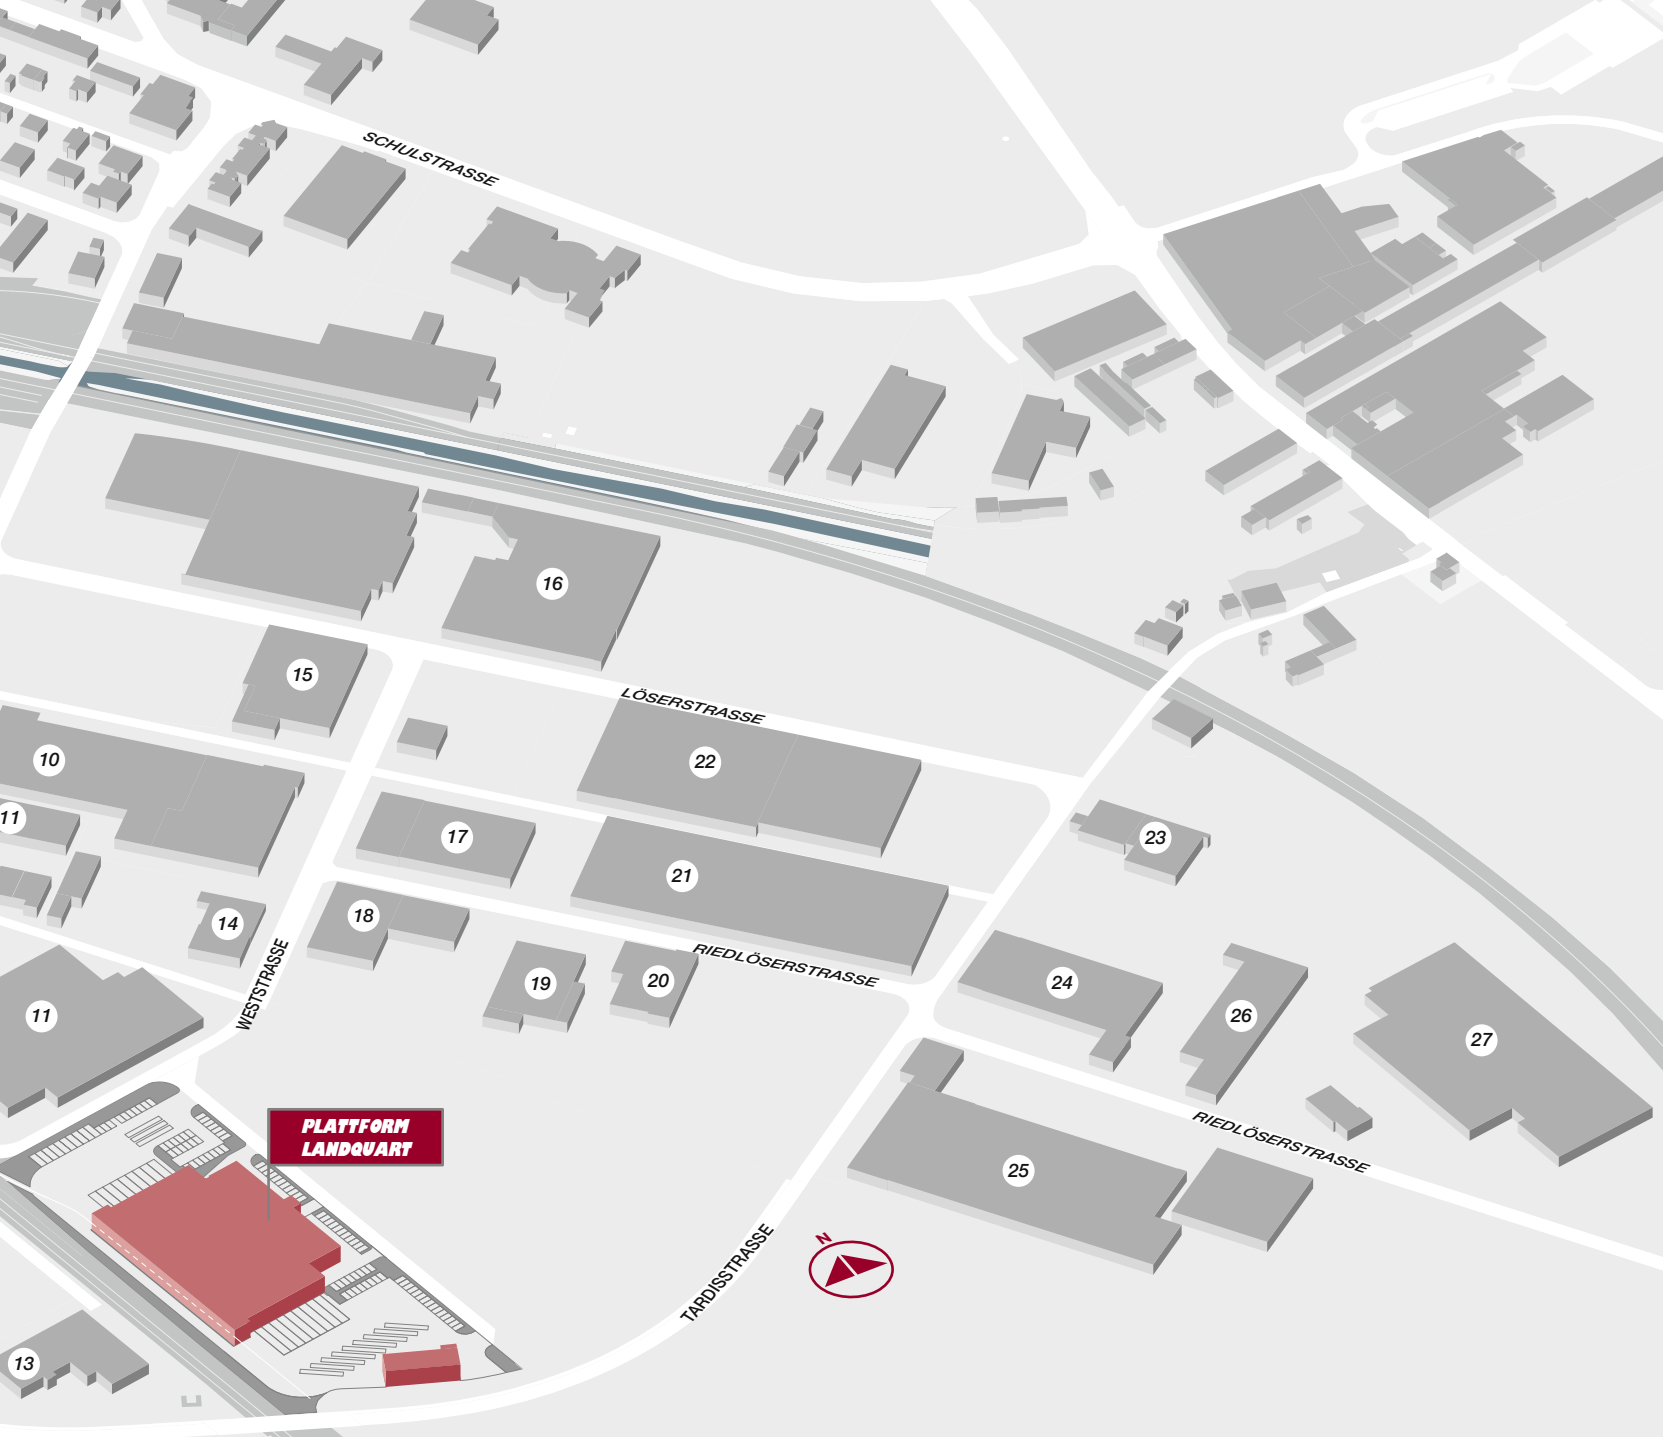 SCHULSTRASSE
16
15
LÖSERSTRASSE
10
22
11
17
23
21
18
14
WESTSTRASSE
RIEDLÖSERSTRASSE
19
20
24
11
26
27
PLATTFORM
LANDQUART
RIEDLÖSERSTRASSE
25
N
TARDISSTRASSE
13